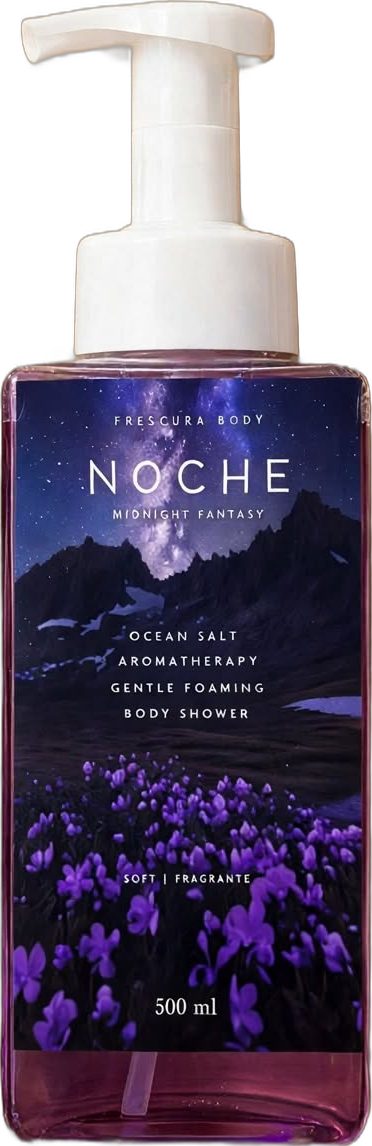 FRESCURA BODY
NOCHE
MIDNIGHT FANTASY
OCEAN SALT
AROMATHERAPY
GENTLE FOAMING
BODY SHOWER
SOFT | FRAGRANTE
500 ml